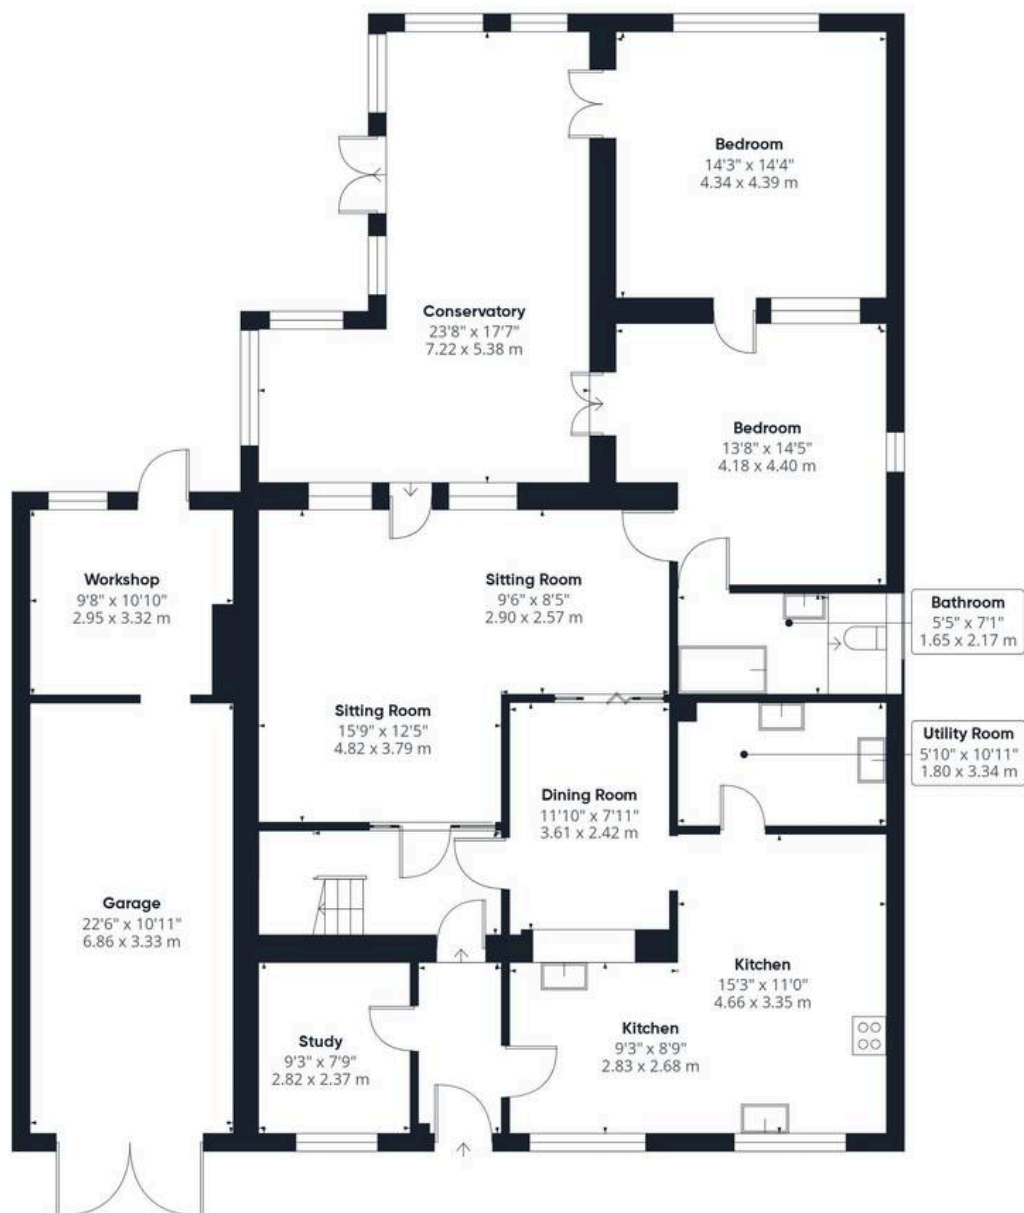 Bedroom
14'3" x 14'4"
4.34 x 4.39 m
Conservatory
23'8" x 17'7"
7.22 x 5.38 m
Bedroom
13'8" x 14'5"
4.18 x 4.40 m
Workshop
9'8" x 10'10"
2.95 x 3.32 m
Sitting Room
9'6" x 8'5"
2.90 x 2.57 m
Bathroom
5'5" x 7'1"
1.65 x 2.17 m
Sitting Room
15'9" x 12'5"
4.82 x 3.79 m
Utility Room
5'10" x 10'11"
1.80 x 3.34 m
Dining Room
11'10" x 7'11"
3.61 x 2.42 m
Garage
22'6" x 10'11"
6.86 x 3.33 m
Kitchen
15'3" x 11'0"
4.66 x 3.35 m
Kitchen
9'3" x 8'9"
2.83 x 2.68 m
Study
9'3" x 7'9"
2.82 x 2.37 m